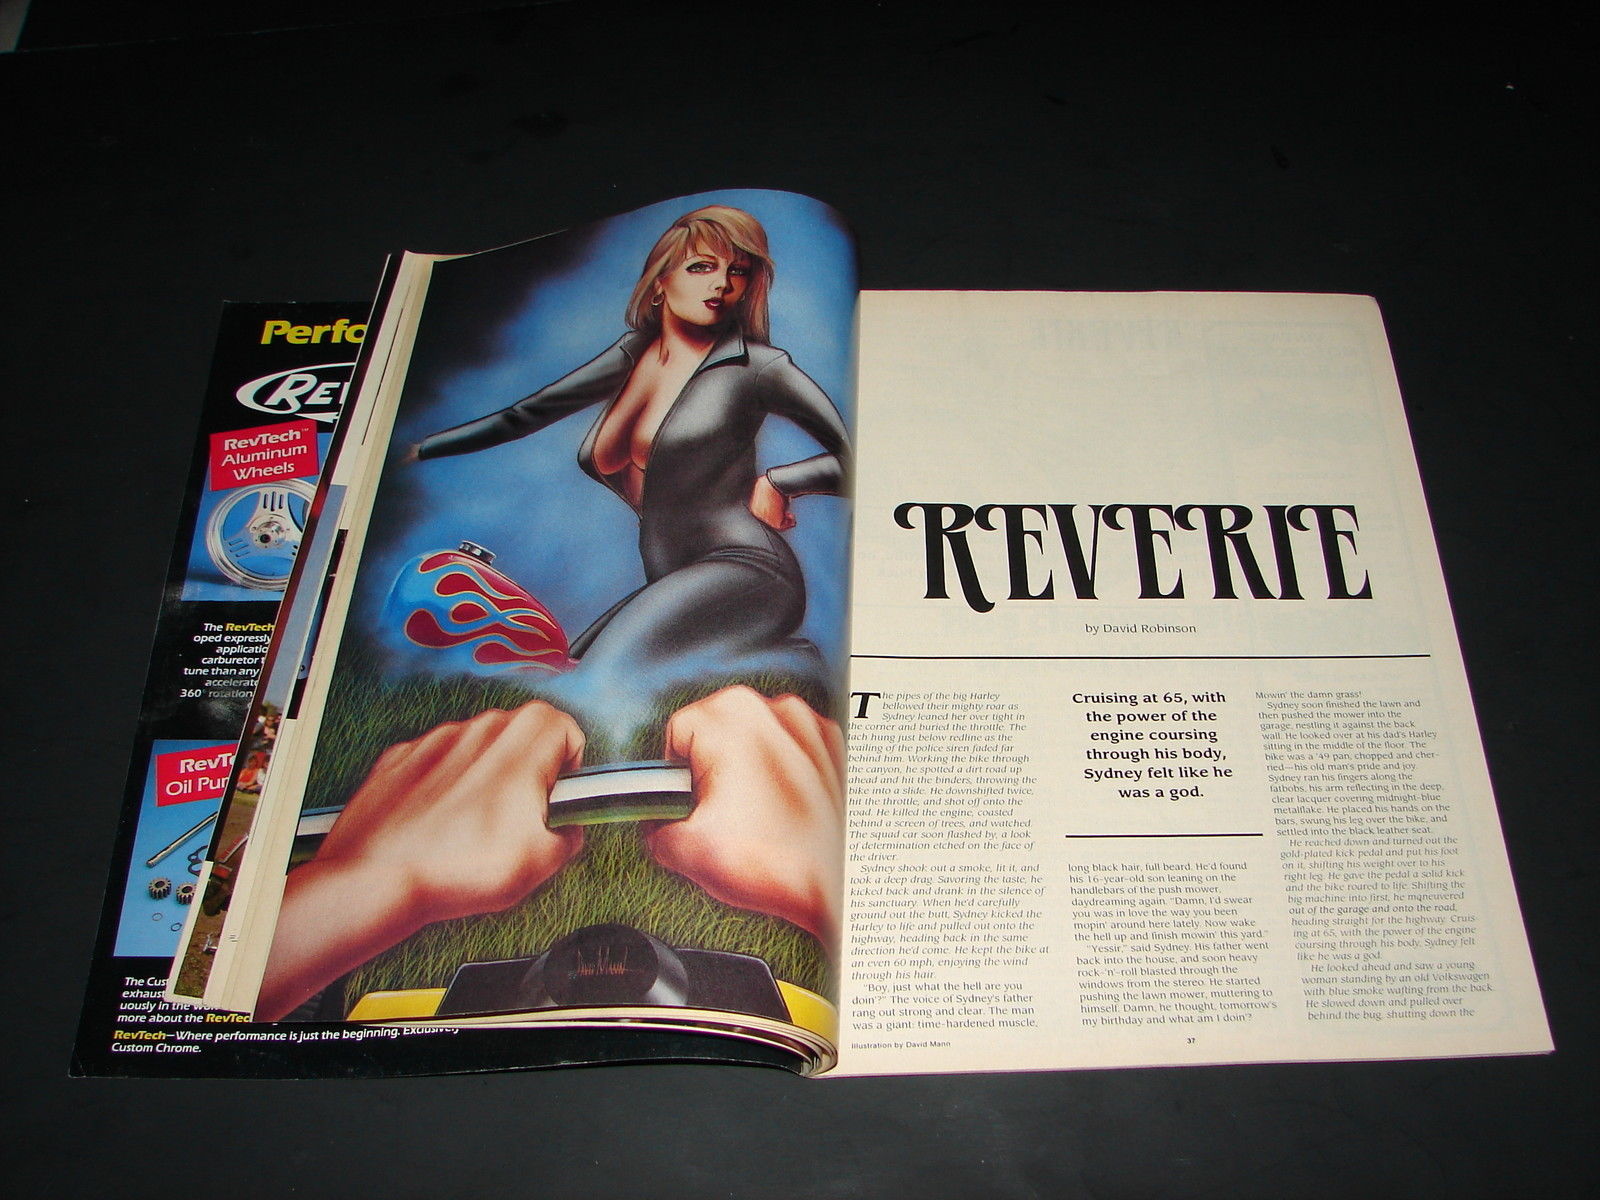 Perfo
REV
RevTech™
Aluminum
Wheels
The RevTech
oped expressly
applicatio
carburetor t
tune than any
accelerato
360° rotation
RevTe
Oil Pum
The Cus
exhaust
uously in the wor
more about the RevTec
RevTech—Where performance is just the beginning. Exclusively
Custom Chrome.
David Mann
REVERIE
by David Robinson
The pipes of the big Harley
bellowed their mighty roar as
Sydney leaned her over tight in
the corner and buried the throttle. The
tach hung just below redline as the
wailing of the police siren faded far
behind him. Working the bike through
the canyon, he spotted a dirt road up
ahead and hit the binders, throwing the
bike into a slide. He downshifted twice,
hit the throttle, and shot off onto the
road. He killed the engine, coasted
behind a screen of trees, and watched.
The squad car soon flashed by, a look
of determination etched on the face of
the driver.
Sydney shook out a smoke, lit it, and
took a deep drag. Savoring the taste, he
kicked back and drank in the silence of
his sanctuary. When he'd carefully
ground out the butt, Sydney kicked the
Harley to life and pulled out onto the
highway, heading back in the same
direction he'd come. He kept the bike at
an even 60 mph, enjoying the wind
through his hair.
"Boy, just what the hell are you
doin'?" The voice of Sydney's father
rang out strong and clear. The man
was a giant: time-hardened muscle,
Cruising at 65, with
the power of the
engine coursing
through his body,
Sydney felt like he
was a god.
long black hair, full beard. He'd found
his 16-year-old son leaning on the
handlebars of the push mower,
daydreaming again. "Damn, I'd swear
you was in love the way you been
mopin' around here lately. Now wake
the hell up and finish mowin' this yard."
"Yessir," said Sydney. His father went
back into the house, and soon heavy
rock-'n'-roll blasted through the
windows from the stereo. He started
pushing the lawn mower, muttering to
himself. Damn, he thought, tomorrow's
my birthday and what am I doin'?
Mowin' the damn grass!
Sydney soon finished the lawn and
then pushed the mower into the
garage, nestling it against the back
wall. He looked over at his dad's Harley
sitting in the middle of the floor. The
bike was a '49 pan, chopped and cher-
ried—his old man's pride and joy.
Sydney ran his fingers along the
fatbobs, his arm reflecting in the deep,
clear lacquer covering midnight-blue
metalflake. He placed his hands on the
bars, swung his leg over the bike, and
settled into the black leather seat.
He reached down and turned out the
gold-plated kick pedal and put his foot
on it, shifting his weight over to his
right leg. He gave the pedal a solid kick
and the bike roared to life. Shifting the
big machine into first, he maneuvered
out of the garage and onto the road,
heading straight for the highway. Cruis-
ing at 65, with the power of the engine
coursing through his body, Sydney felt
like he was a god.
He looked ahead and saw a young
woman standing by an old Volkswagen
with blue smoke wafting from the back.
He slowed down and pulled over
behind the bug, shutting down the
Illustration by David Mann
37